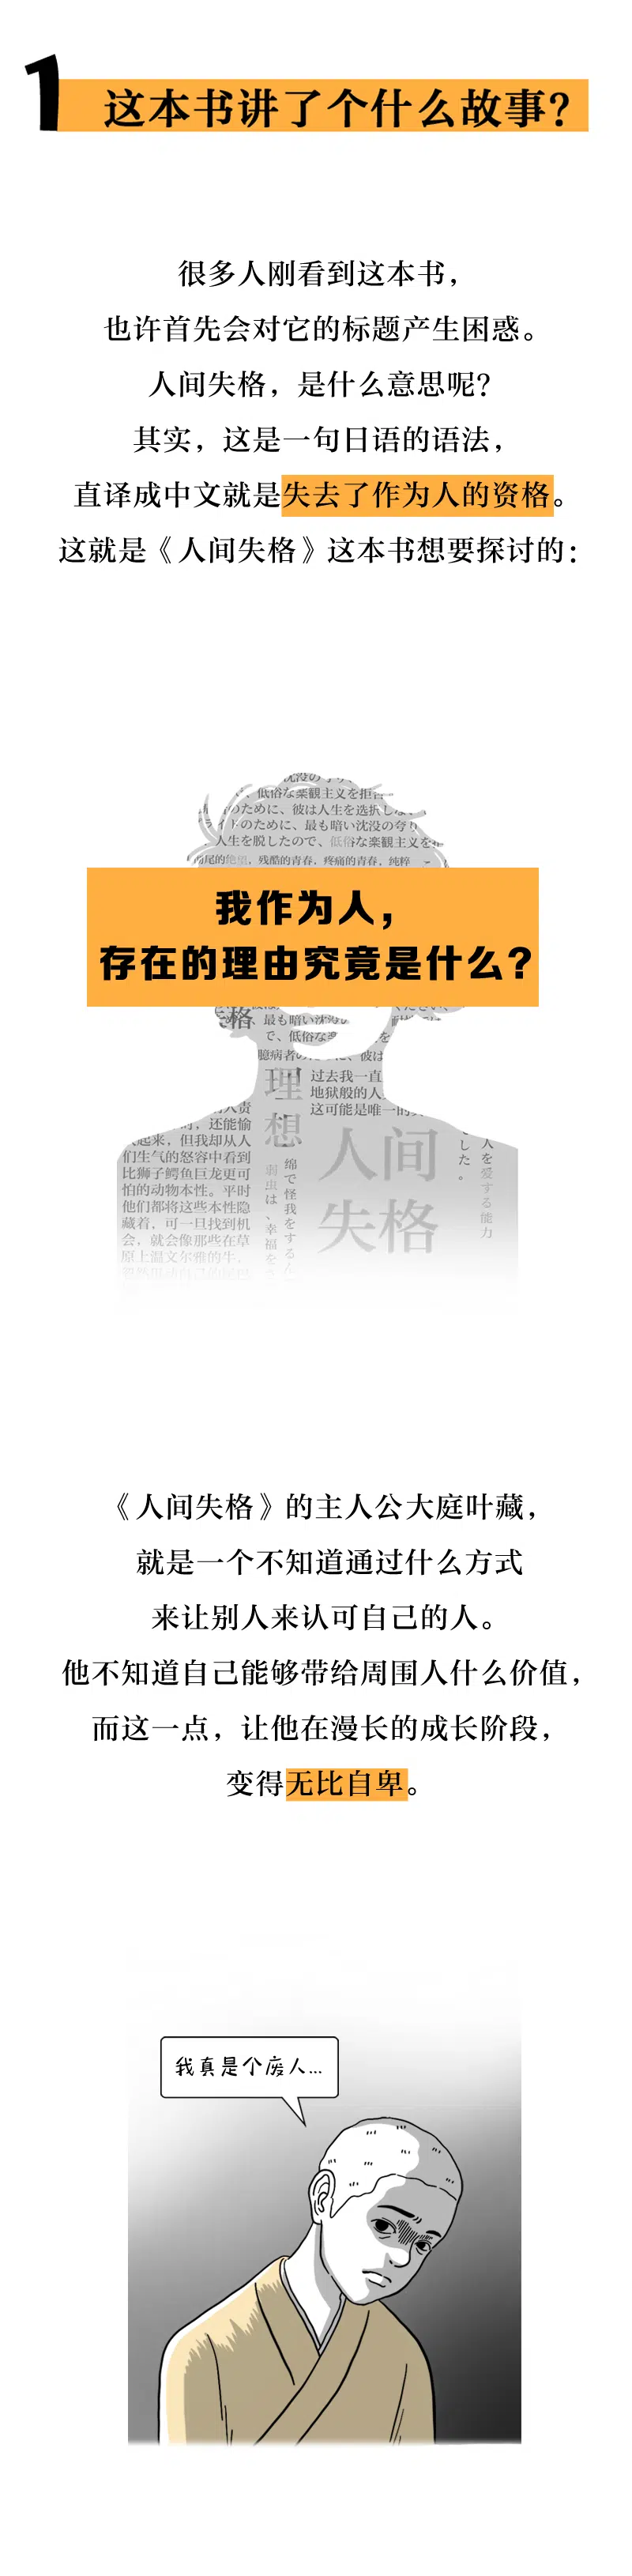 1
这本书讲了个什么故事？
很多人刚看到这本书，
也许首先会对它的标题产生困惑。
人间失格，是什么意思呢？
其实，这是一句日语的语法，
直译成中文就是失去了作为人的资格。
这就是《人间失格》这本书想要探讨的：
低俗な楽観主义を拒
のために、彼は人生を选択し
のために、最も暗い沈没の夸り
人生を脱したので、低俗な楽観主义を
残酷的青春，疼痛的青春，纯粹
我作为人，
存在的理由究竟是什么？
格、最も暗い
で、低俗な
臆病者
彼は
理想
过去我一直
地狱般的人
这可能是唯一的
人间
失格
人を爱する能力
した。
绵で怪我をする
弱虫は、幸福を
还能愉
起来，但我却从人
们生气的怒容中看到
比狮子鳄鱼巨龙更可
怕的动物本性。平时
他们都将这些本性隐
藏着，可一旦找到机
会，就会像那些在草
原上温文尔雅的牛，
《人间失格》的主人公大庭叶藏，
就是一个不知道通过什么方式
来让别人来认可自己的人。
他不知道自己能够带给周围人什么价值，
而这一点，让他在漫长的成长阶段，
变得无比自卑。
我真是个废人...